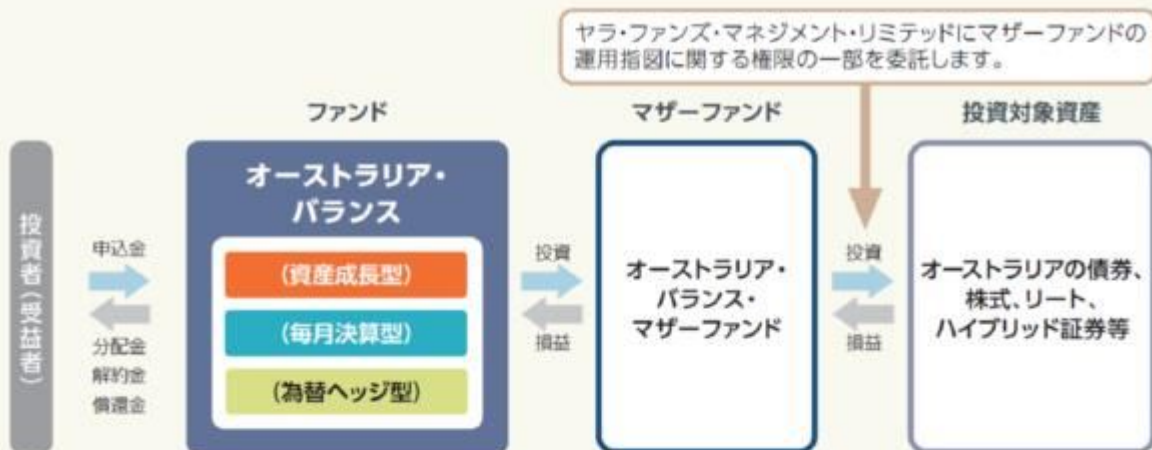 ヤラ・ファンズ・マネジメント・リミテッドにマザーファンドの
運用指図に関する権限の一部を委託します。
ファンド
マザーファンド
投資対象資産
投資者(受益者)
申込金
分配金
解約金
償還金
オーストラリア・
バランス
(資産成長型)
(毎月決算型)
(為替ヘッジ型)
投資
損益
オーストラリア・
バランス・
マザーファンド
投資
損益
オーストラリアの債券、
株式、リート、
ハイブリッド証券等